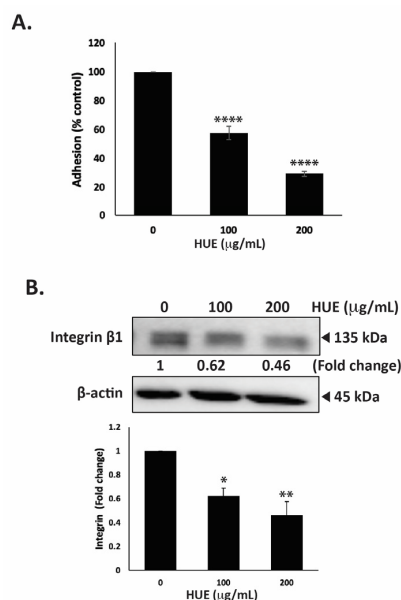 A.
120
100
80
60
40
20
0
Adhesion (% control)
****
****
0 100 200
HUE (μg/mL)
B.
0 100 200 HUE (μg/mL)
Integrin β1 ◄ 135 kDa
1 0.62 0.46 (Fold change)
β-actin ◄ 45 kDa
1.2
1
0.8
0.6
0.4
0.2
0
Integrin (Fold change)
*
**
0 100 200
HUE (μg/mL)